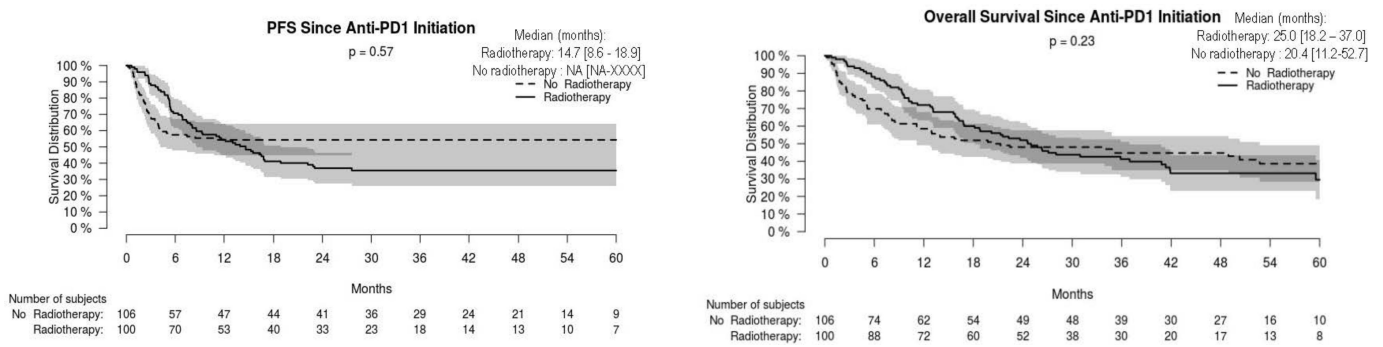 PFS Since Anti-PD1 Initiation
p = 0.57
Median (months):
Radiotherapy: 14.7 [8.6 - 18.9]
No radiotherapy : NA [NA-XXXX]
No Radiotherapy
Radiotherapy
100 %
90 %
80 %
70 %
60 %
50 %
40 %
30 %
20 %
10 %
0 %
Survival Distribution
0 6 12 18 24 30 36 42 48 54 60
Months
Number of subjects
No Radiotherapy: 106 57 47 44 41 36 29 24 21 14 9
Radiotherapy: 100 70 53 40 33 23 18 14 13 10 7
Overall Survival Since Anti-PD1 Initiation
p = 0.23
Median (months):
Radiotherapy: 25.0 [18.2 – 37.0]
No radiotherapy : 20.4 [11.2-52.7]
No Radiotherapy
Radiotherapy
100 %
90 %
80 %
70 %
60 %
50 %
40 %
30 %
20 %
10 %
0 %
Survival Distribution
0 6 12 18 24 30 36 42 48 54 60
Months
Number of subjects
No Radiotherapy: 106 74 62 54 49 48 39 30 27 16 10
Radiotherapy: 100 88 72 60 52 38 30 20 17 13 8